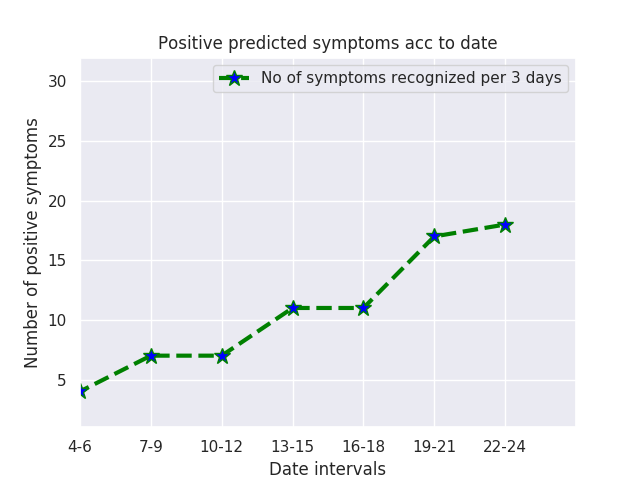 Positive predicted symptoms acc to date
No of symptoms recognized per 3 days
Number of positive symptoms
30
25
20
15
10
5
4-6 7-9 10-12 13-15 16-18 19-21 22-24
Date intervals